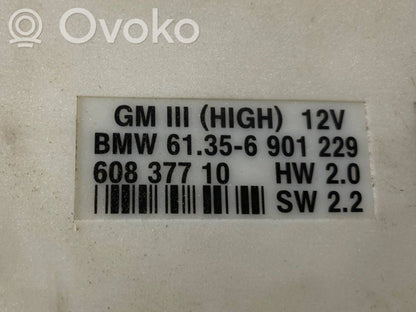 Ovoko
GM III (HIGH) 12V
BMW 61.35-6 901 229
608 377 10 HW 2.0
SW 2.2